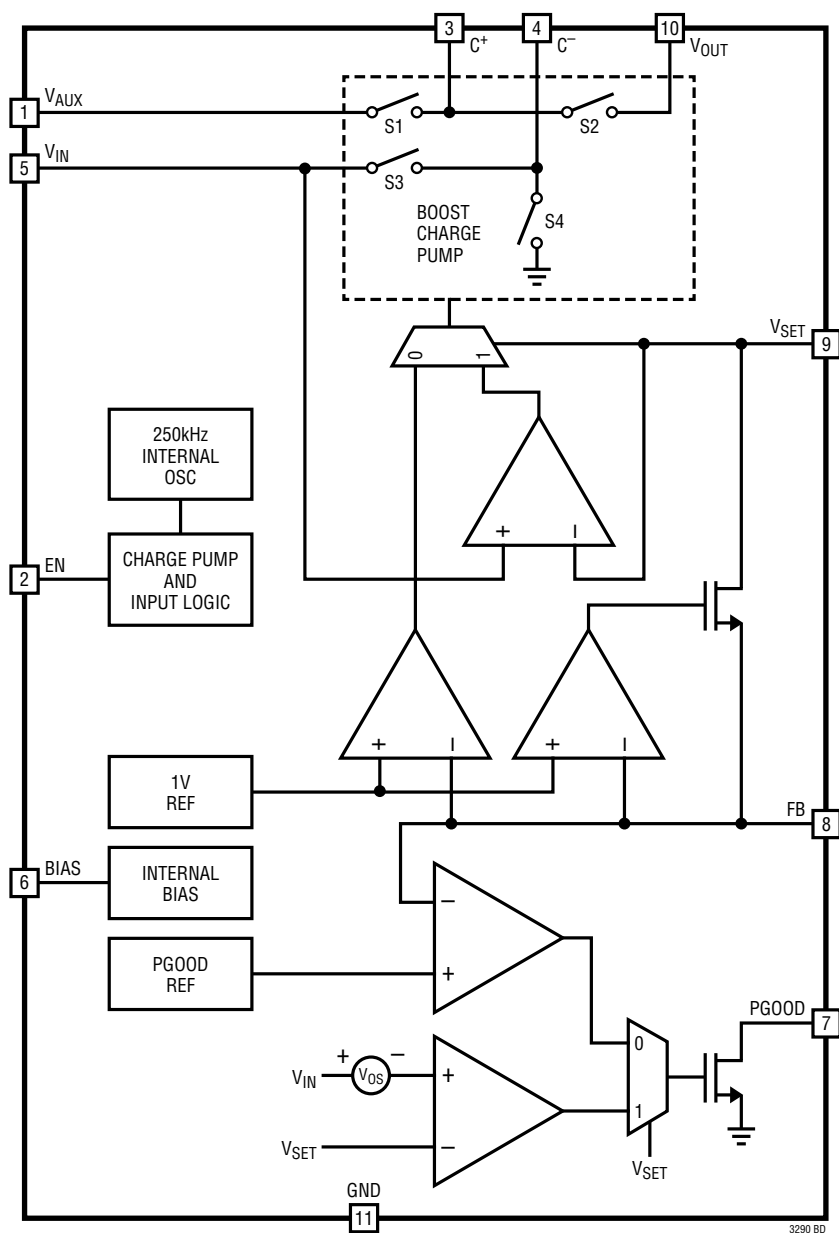 3
C+
4
C–
10
VOUT
1
VAUX
S1
S2
5
VIN
S3
BOOST
CHARGE
PUMP
S4
0
1
VSET
9
250kHz
INTERNAL
OSC
+
–
2
EN
CHARGE PUMP
AND
INPUT LOGIC
+
–
+
–
1V
REF
FB
8
6
BIAS
INTERNAL
BIAS
–
+
PGOOD
REF
PGOOD
7
VIN
+
VOS
–
+
–
VSET
0
1
VSET
GND
11
3290 BD